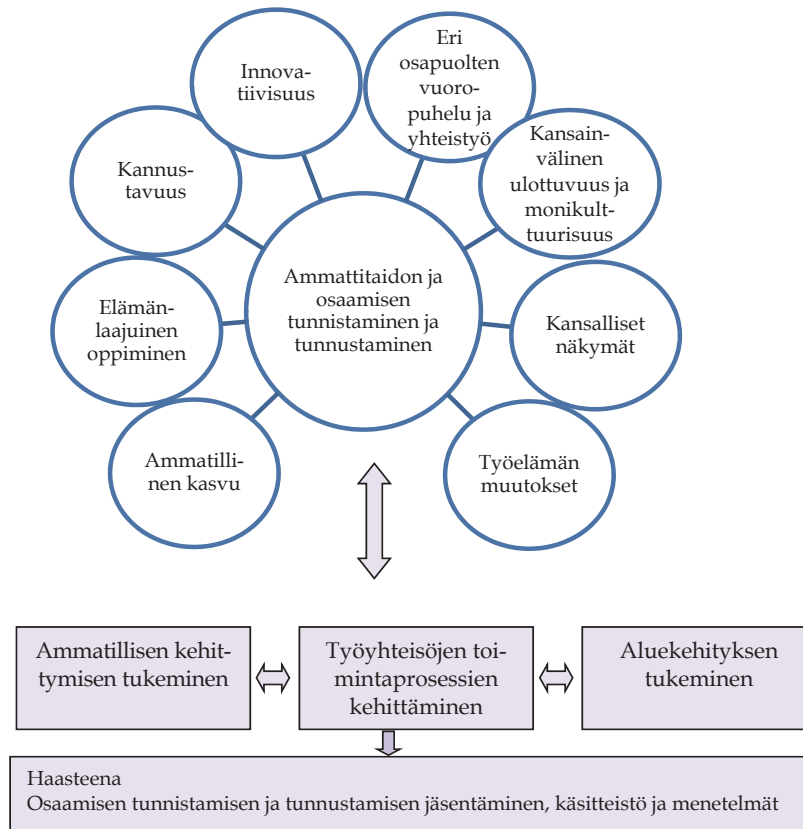 Innova-
tiivisuus
Eri
osapuolten
vuoro-
puhelu ja
yhteistyö
Kannus-
tavuus
Kansain-
välinen
ulottuvuus ja
monikult-
tuurisuus
Ammattitaidon ja
osaamisen
tunnistaminen ja
tunnustaminen
Elämän-
laajuinen
oppiminen
Kansalliset
näkymät
Ammatilli-
nen kasvu
Työelämän
muutokset
Ammatillisen kehit-
tymisen tukeminen
Työyhteisöjen toi-
mintaprosessien
kehittäminen
Aluekehityksen
tukeminen
Haasteena
Osaamisen tunnistamisen ja tunnustamisen jäsentäminen, käsitteistö ja menetelmät